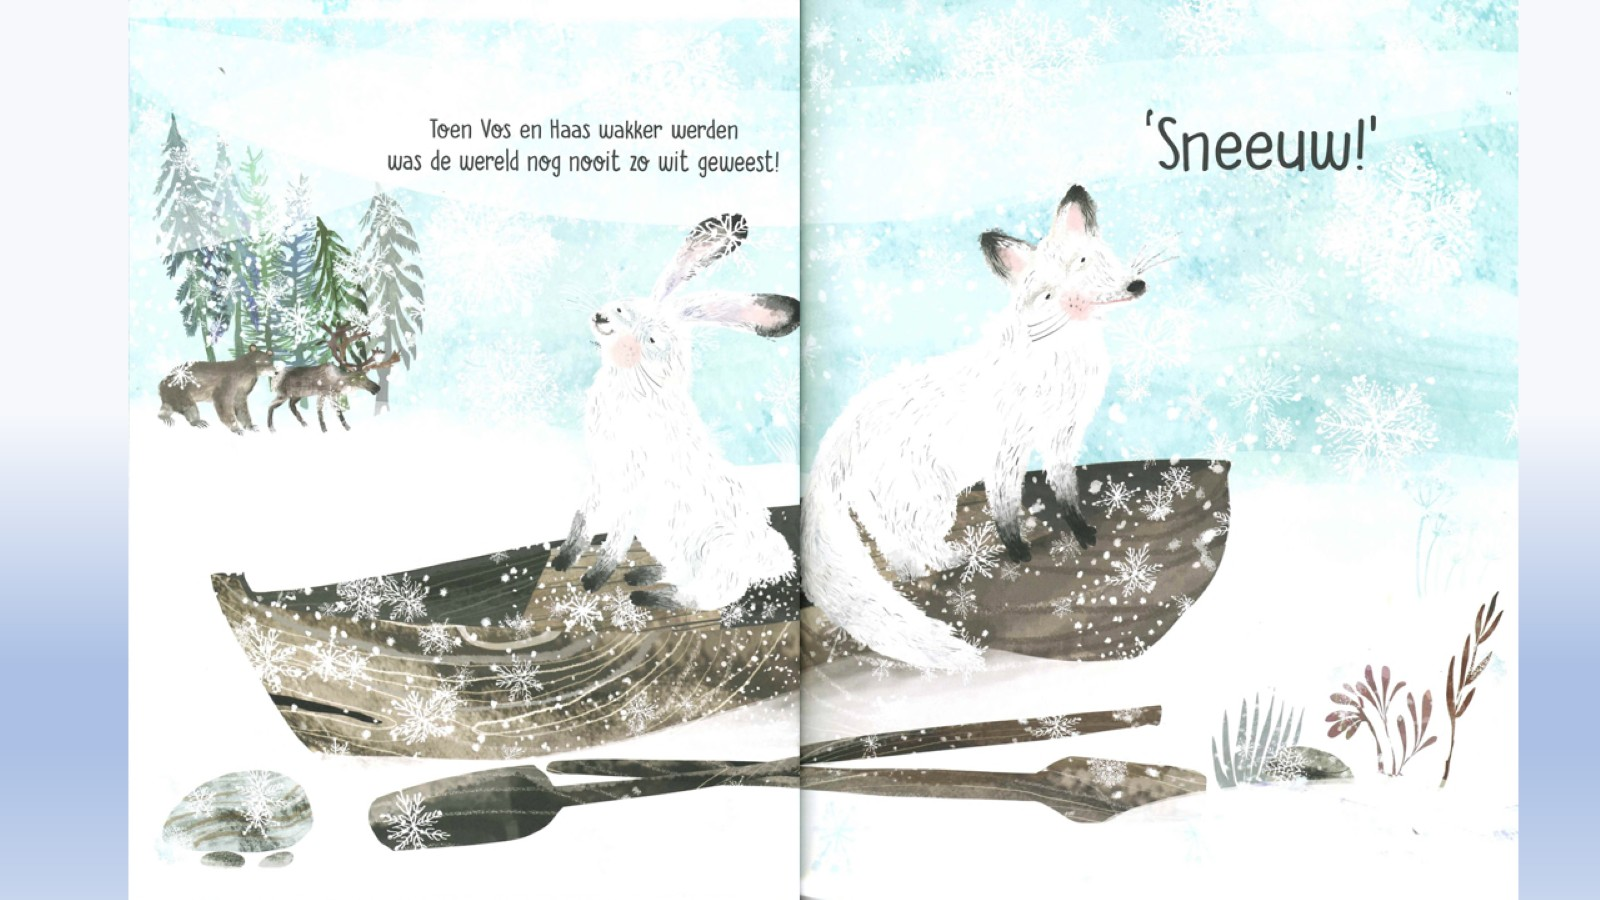 Toen Vos en Haas wakker werden
was de wereld nog nooit zo wit geweest!
'Sneeuw!'